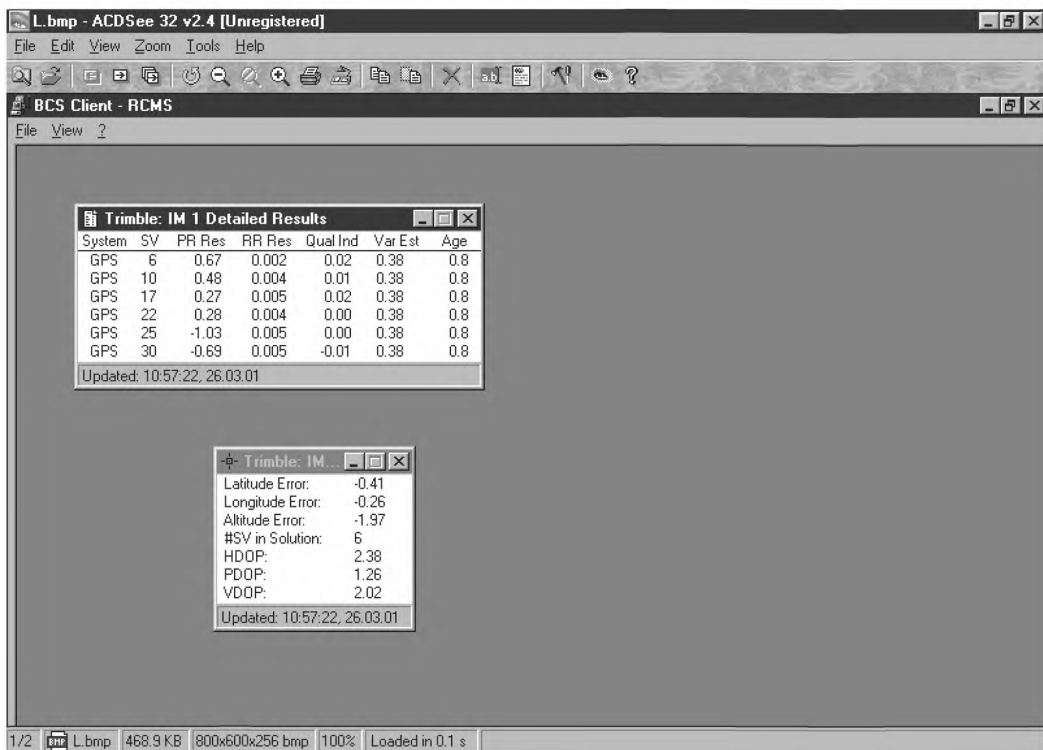 L.bmp - ACDSee 32 v2.4 [Unregistered]
File Edit View Zoom Tools Help
BCS Client - RCMS
File View ?
Trimble: IM 1 Detailed Results
System SV PR Res RR Res Qual Ind Var Est Age
GPS 6 0.67 0.002 0.02 0.38 0.8
GPS 10 0.48 0.004 0.01 0.38 0.8
GPS 17 0.27 0.005 0.02 0.38 0.8
GPS 22 0.28 0.004 0.00 0.38 0.8
GPS 25 -1.03 0.005 0.00 0.38 0.8
GPS 30 -0.69 0.005 -0.01 0.38 0.8
Updated: 10:57:22, 26.03.01
Trimble: IM...
Latitude Error: -0.41
Longitude Error: -0.26
Altitude Error: -1.97
#SV in Solution: 6
HDOP: 2.38
PDOP: 1.26
VDOP: 2.02
Updated: 10:57:22, 26.03.01
1/2 BMP L.bmp 468.9 KB 800x600x256 bmp 100% Loaded in 0.1 s